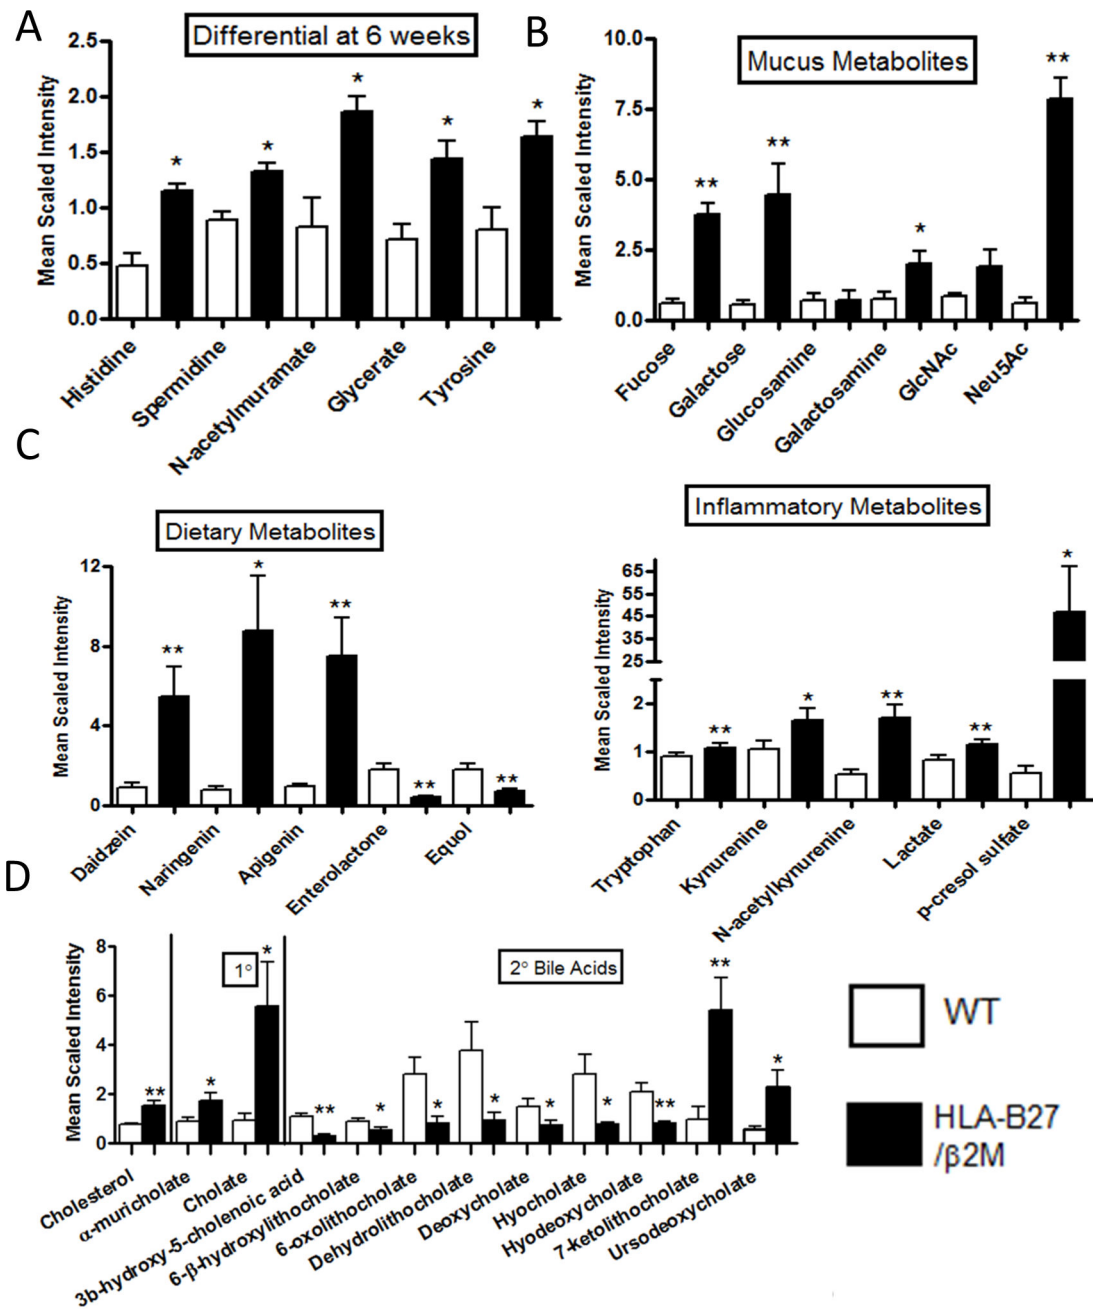 A
Differential at 6 weeks
Mean Scaled Intensity
2.5
2.0
1.5
1.0
0.5
0.0
* * * * *
Histidine
Spermidine
N-acetylmuramate
Glycerate
Tyrosine
B
Mucus Metabolites
Mean Scaled Intensity
10.0
7.5
5.0
2.5
0.0
** ** * **
Fucose
Galactose
Glucosamine
Galactosamine
GlcNAc
Neu5Ac
C
Dietary Metabolites
Mean Scaled Intensity
12
8
4
0
** * ** ** **
Daidzein
Naringenin
Apigenin
Enterolactone
Equol
Inflammatory Metabolites
Mean Scaled Intensity
65
55
45
35
25
2
1
0
** * ** ** *
Tryptophan
Kynurenine
N-acetylkynurenine
Lactate
p-cresol sulfate
D
1°
2° Bile Acids
Mean Scaled Intensity
8
6
4
2
0
** * * ** * * * * * ** ** *
Cholesterol
α-muricholate
Cholate
3b-hydroxy-5-cholenoic acid
6-β-hydroxylithocholate
6-oxolithocholate
Dehydrolithocholate
Deoxycholate
Hyocholate
Hyodeoxycholate
7-ketolithocholate
Ursodeoxycholate
WT
HLA-B27
/β2M